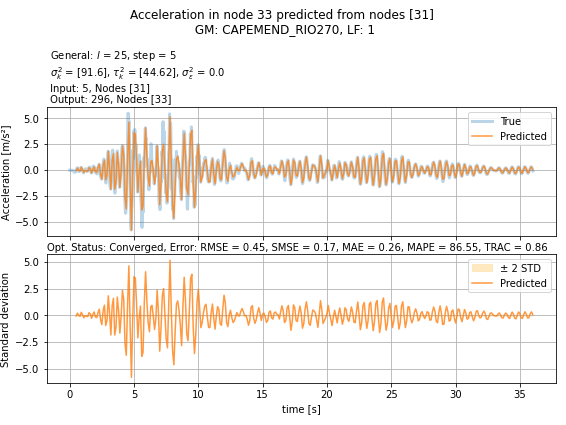 Acceleration in node 33 predicted from nodes [31]
GM: CAPEMEND_RIO270, LF: 1
General: l = 25, step = 5
σ²ₖ = [91.6], τ²ₖ = [44.62], σ²ε = 0.0
Input: 5, Nodes [31]
Output: 296, Nodes [33]
Acceleration [m/s²]
5.0
2.5
0.0
−2.5
−5.0
True
Predicted
Opt. Status: Converged, Error: RMSE = 0.45, SMSE = 0.17, MAE = 0.26, MAPE = 86.55, TRAC = 0.86
Standard deviation
5.0
2.5
0.0
−2.5
−5.0
± 2 STD
Predicted
0 5 10 15 20 25 30 35
time [s]